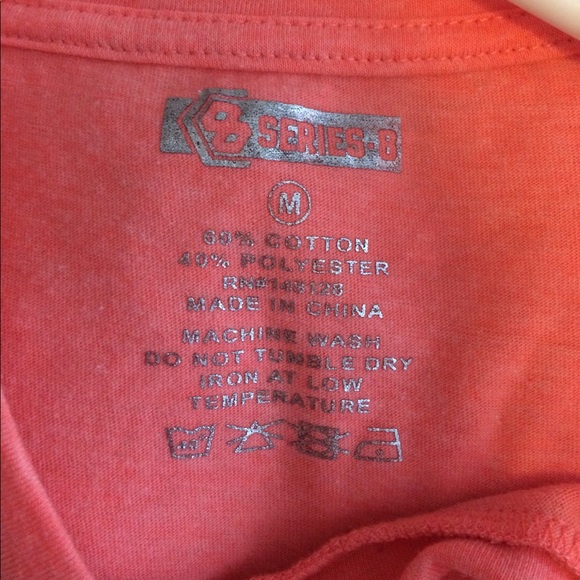 8 SERIES-8
M
60% COTTON
40% POLYESTER
MADE IN CHINA
MACHINE WASH
DO NOT TUMBLE DRY
IRON AT LOW
TEMPERATURE